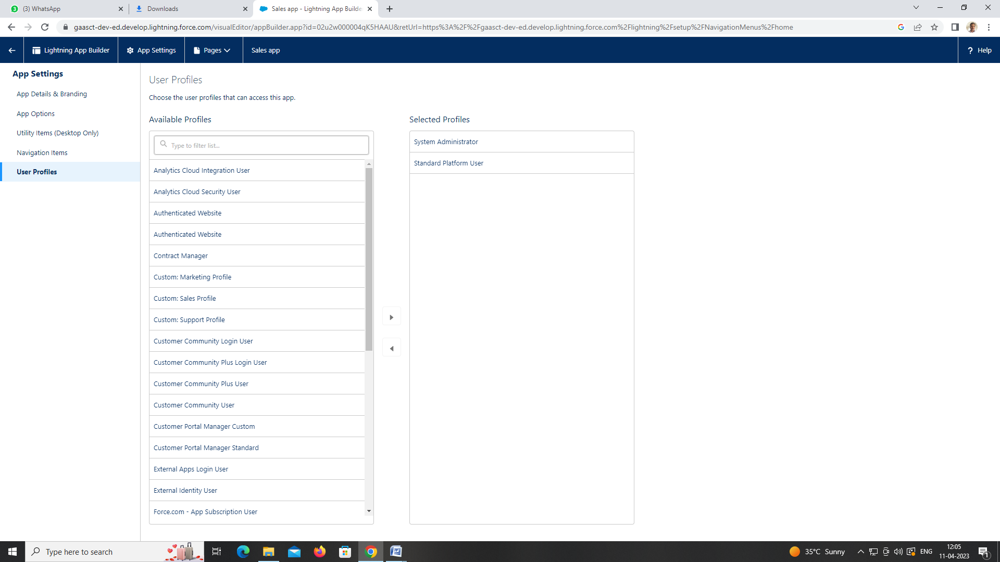 (3) WhatsApp
Downloads
Sales app - Lightning App Builde
gaasct-dev-ed.develop.lightning.force.com/visualEditor/appBuilder.app?id=02u2w000004qK5HAAU&retUrl=https%3A%2F%2Fgaasct-dev-ed.develop.lightning.force.com%2Flightning%2Fsetup%2FNavigationMenus%2Fhome
Lightning App Builder
App Settings
Pages
Sales app
? Help
App Settings
App Details & Branding
App Options
Utility Items (Desktop Only)
Navigation Items
User Profiles
User Profiles
Choose the user profiles that can access this app.
Available Profiles
Type to filter list...
Analytics Cloud Integration User
Analytics Cloud Security User
Authenticated Website
Authenticated Website
Contract Manager
Custom: Marketing Profile
Custom: Sales Profile
Custom: Support Profile
Customer Community Login User
Customer Community Plus Login User
Customer Community Plus User
Customer Community User
Customer Portal Manager Custom
Customer Portal Manager Standard
External Apps Login User
External Identity User
Force.com - App Subscription User
Selected Profiles
System Administrator
Standard Platform User
Type here to search
35°C Sunny
ENG
12:05
11-04-2023
1